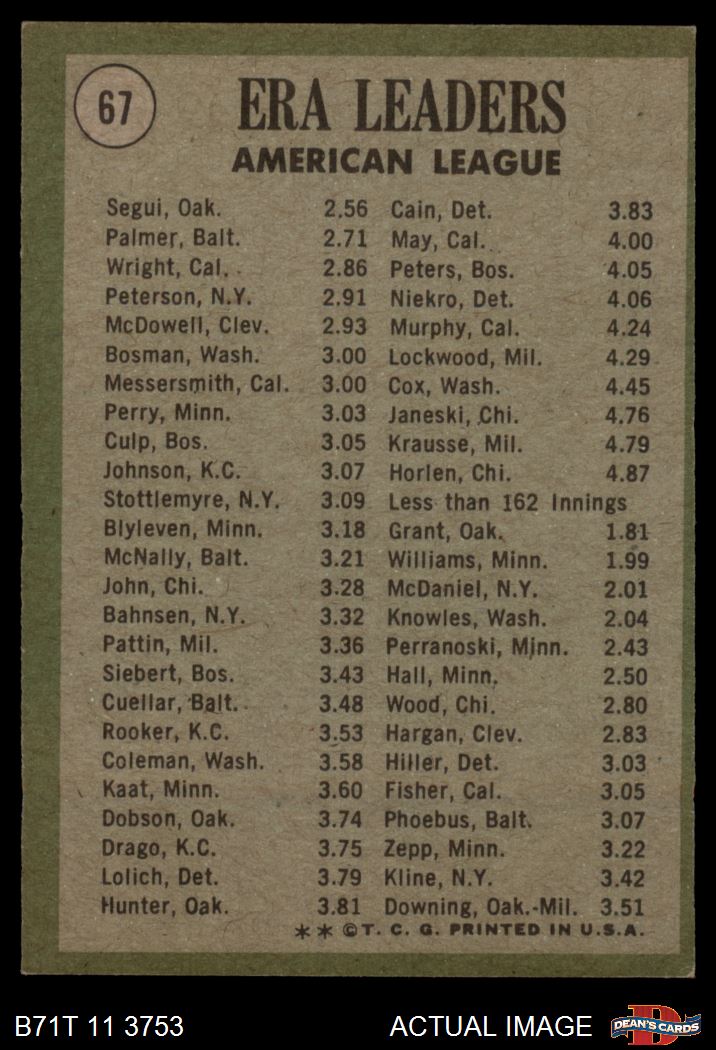 67
ERA LEADERS
AMERICAN LEAGUE
Segui, Oak. 2.56
Palmer, Balt. 2.71
Wright, Cal. 2.86
Peterson, N.Y. 2.91
McDowell, Clev. 2.93
Bosman, Wash. 3.00
Messersmith, Cal. 3.00
Perry, Minn. 3.03
Culp, Bos. 3.05
Johnson, K.C. 3.07
Stottlemyre, N.Y. 3.09
Blyleven, Minn. 3.18
McNally, Balt. 3.21
John, Chi. 3.28
Bahnsen, N.Y. 3.32
Pattin, Mil. 3.36
Siebert, Bos. 3.43
Cuellar, Balt. 3.48
Rooker, K.C. 3.53
Coleman, Wash. 3.58
Kaat, Minn. 3.60
Dobson, Oak. 3.74
Drago, K.C. 3.75
Lolich, Det. 3.79
Hunter, Oak. 3.81
Cain, Det. 3.83
May, Cal. 4.00
Peters, Bos. 4.05
Niekro, Det. 4.06
Murphy, Cal. 4.24
Lockwood, Mil. 4.29
Cox, Wash. 4.45
Janeski, Chi. 4.76
Krausse, Mil. 4.79
Horlen, Chi. 4.87
Less than 162 Innings
Grant, Oak. 1.81
Williams, Minn. 1.99
McDaniel, N.Y. 2.01
Knowles, Wash. 2.04
Perranoski, Minn. 2.43
Hall, Minn. 2.50
Wood, Chi. 2.80
Hargan, Clev. 2.83
Hiller, Det. 3.03
Fisher, Cal. 3.05
Phoebus, Balt. 3.07
Zepp, Minn. 3.22
Kline, N.Y. 3.42
Downing, Oak.-Mil. 3.51
** ©T. C. G. PRINTED IN U.S.A.
B71T 11 3753
ACTUAL IMAGE
DEAN'S CARDS